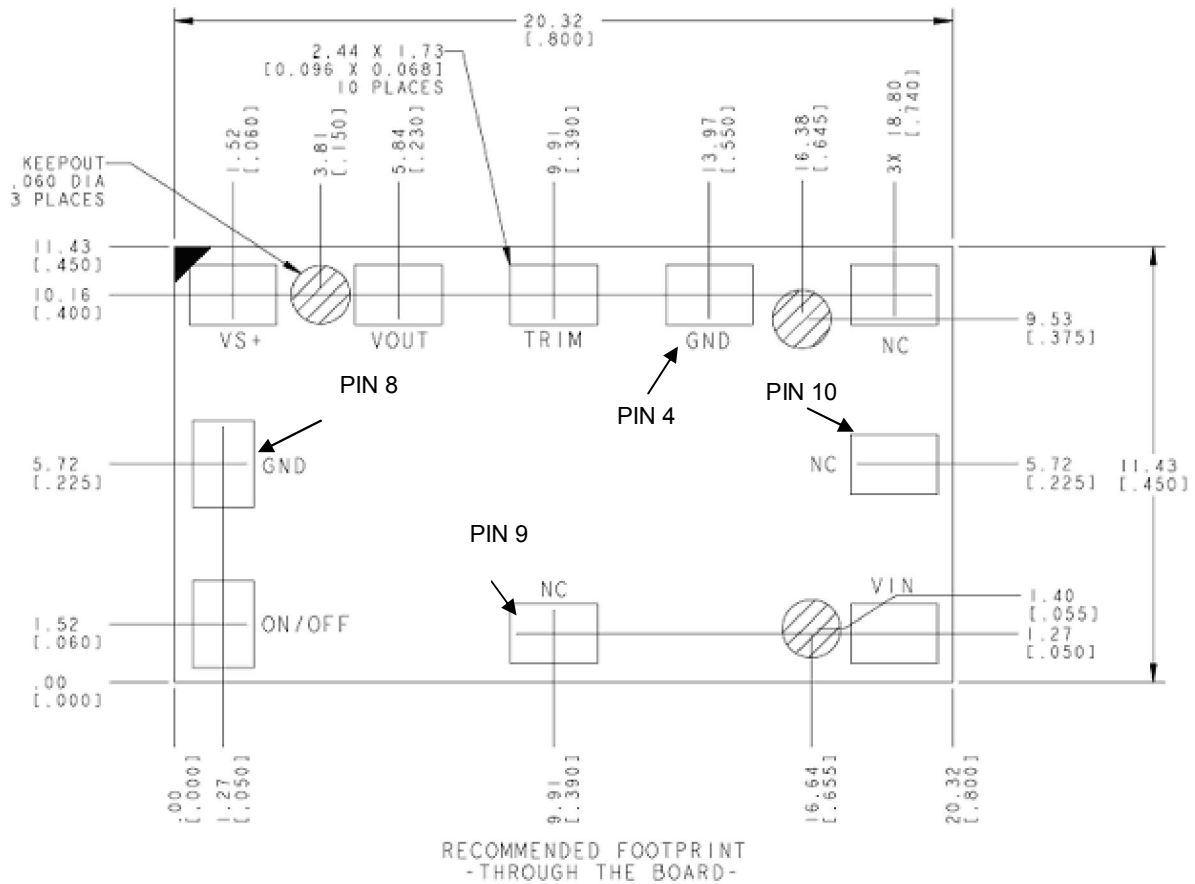 20.32
[.800]
2.44 X 1.73
[0.096 X 0.068]
10 PLACES
KEEPOUT
.060 DIA
3 PLACES
1.52
[.060]
3.81
[.150]
5.84
[.230]
9.91
[.390]
13.97
[.550]
16.38
[.645]
3X 18.80
[.740]
11.43
[.450]
10.16
[.400]
VS+
VOUT
TRIM
GND
NC
9.53
[.375]
PIN 8
PIN 4
PIN 10
5.72
[.225]
GND
NC
5.72
[.225]
11.43
[.450]
PIN 9
NC
VIN
1.52
[.060]
ON/OFF
1.40
[.055]
1.27
[.050]
.00
[.000]
.00
[.000]
1.27
[.050]
9.91
[.390]
16.64
[.655]
20.32
[.800]
RECOMMENDED FOOTPRINT
-THROUGH THE BOARD-